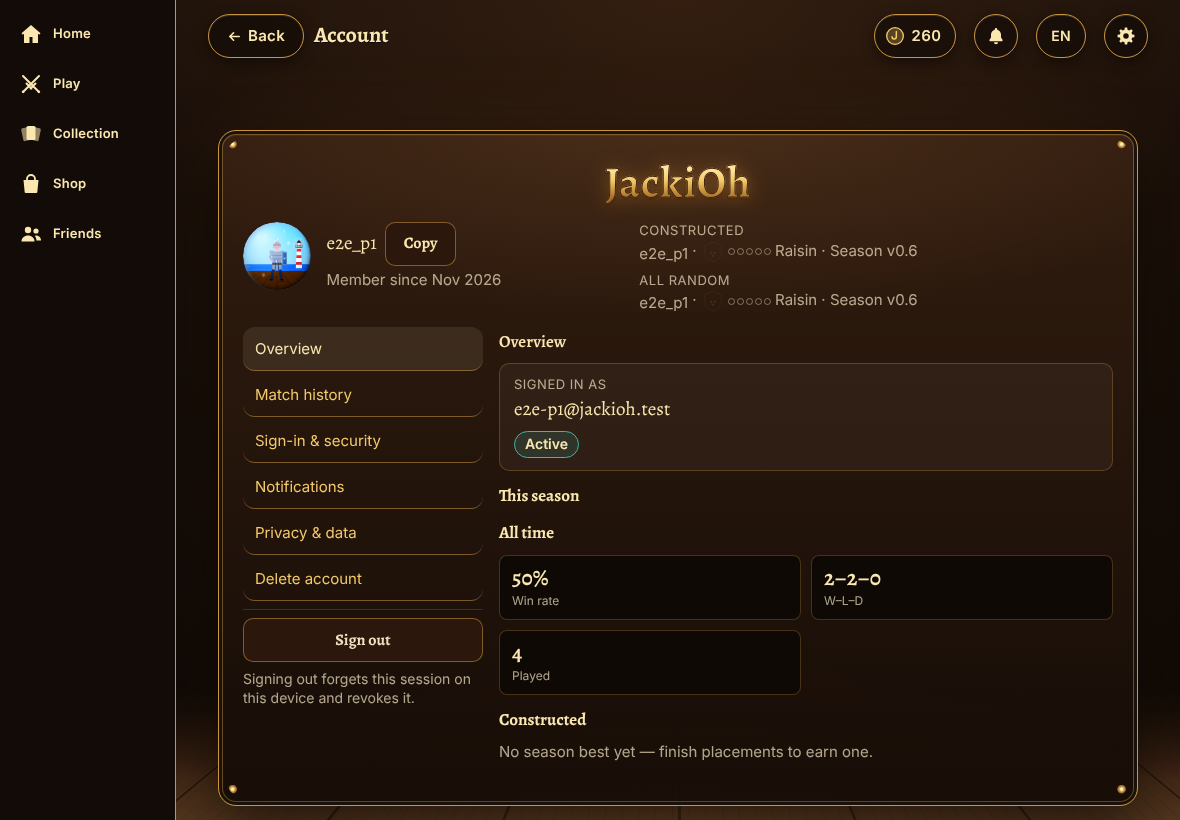 Home
Play
Collection
Shop
Friends
← Back
Account
J 260
EN
JackiOh
e2e_p1
Copy
Member since Nov 2026
CONSTRUCTED
e2e_p1 · ○○○○○ Raisin · Season v0.6
ALL RANDOM
e2e_p1 · ○○○○○ Raisin · Season v0.6
Overview
Match history
Sign-in & security
Notifications
Privacy & data
Delete account
Sign out
Signing out forgets this session on
this device and revokes it.
Overview
SIGNED IN AS
e2e-p1@jackioh.test
Active
This season
All time
50%
Win rate
2–2–0
W–L–D
4
Played
Constructed
No season best yet — finish placements to earn one.